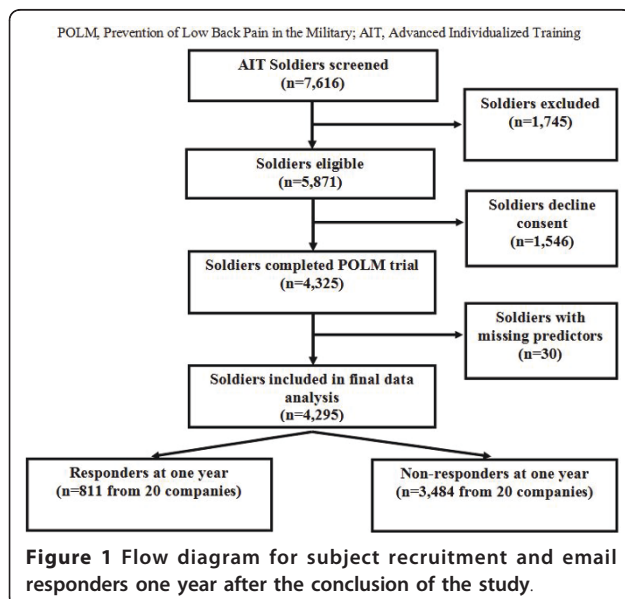 POLM, Prevention of Low Back Pain in the Military; AIT, Advanced Individualized Training
AIT Soldiers screened
(n=7,616)
Soldiers excluded
(n=1,745)
Soldiers eligible
(n=5,871)
Soldiers decline
consent
(n=1,546)
Soldiers completed POLM trial
(n=4,325)
Soldiers with
missing predictors
(n=30)
Soldiers included in final data
analysis
(n=4,295)
Responders at one year
(n=811 from 20 companies)
Non-responders at one year
(n=3,484 from 20 companies)
Figure 1 Flow diagram for subject recruitment and email
responders one year after the conclusion of the study.